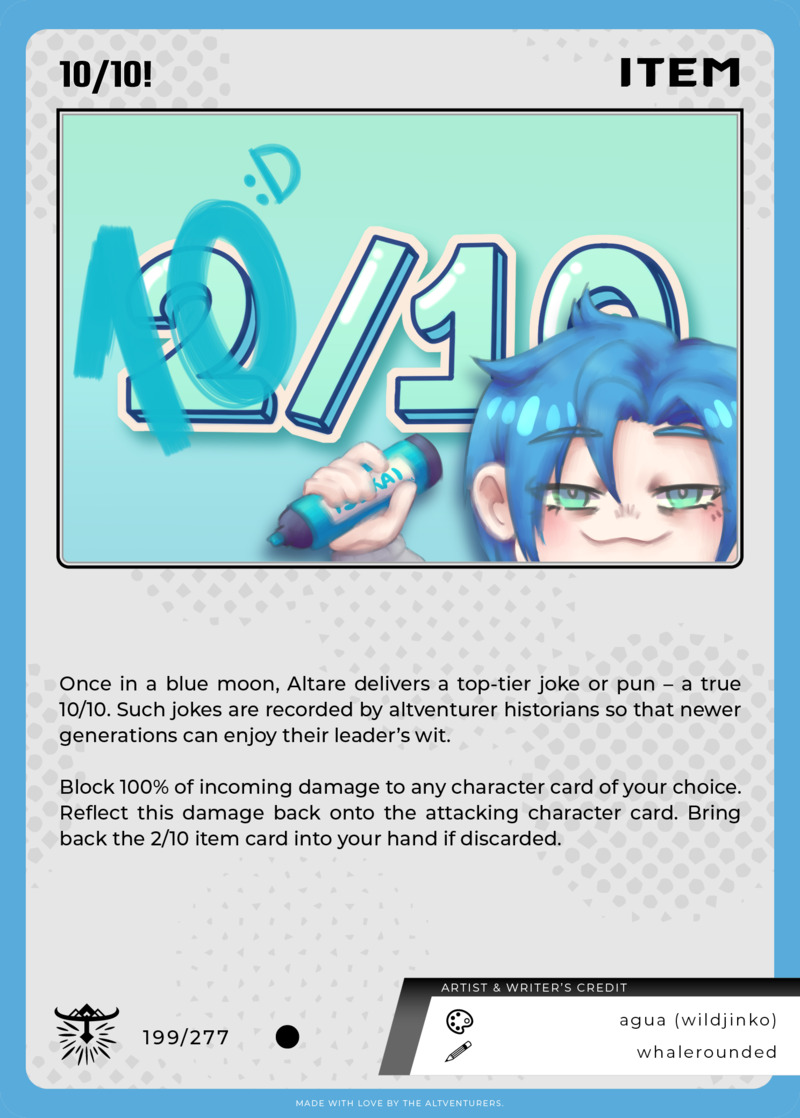 10/10!
ITEM
:D
10
2/10
Once in a blue moon, Altare delivers a top-tier joke or pun – a true
10/10. Such jokes are recorded by altventurer historians so that newer
generations can enjoy their leader's wit.
Block 100% of incoming damage to any character card of your choice.
Reflect this damage back onto the attacking character card. Bring
back the 2/10 item card into your hand if discarded.
ARTIST & WRITER'S CREDIT
199/277
agua (wildjinko)
whalerounded
MADE WITH LOVE BY THE ALTVENTURERS.